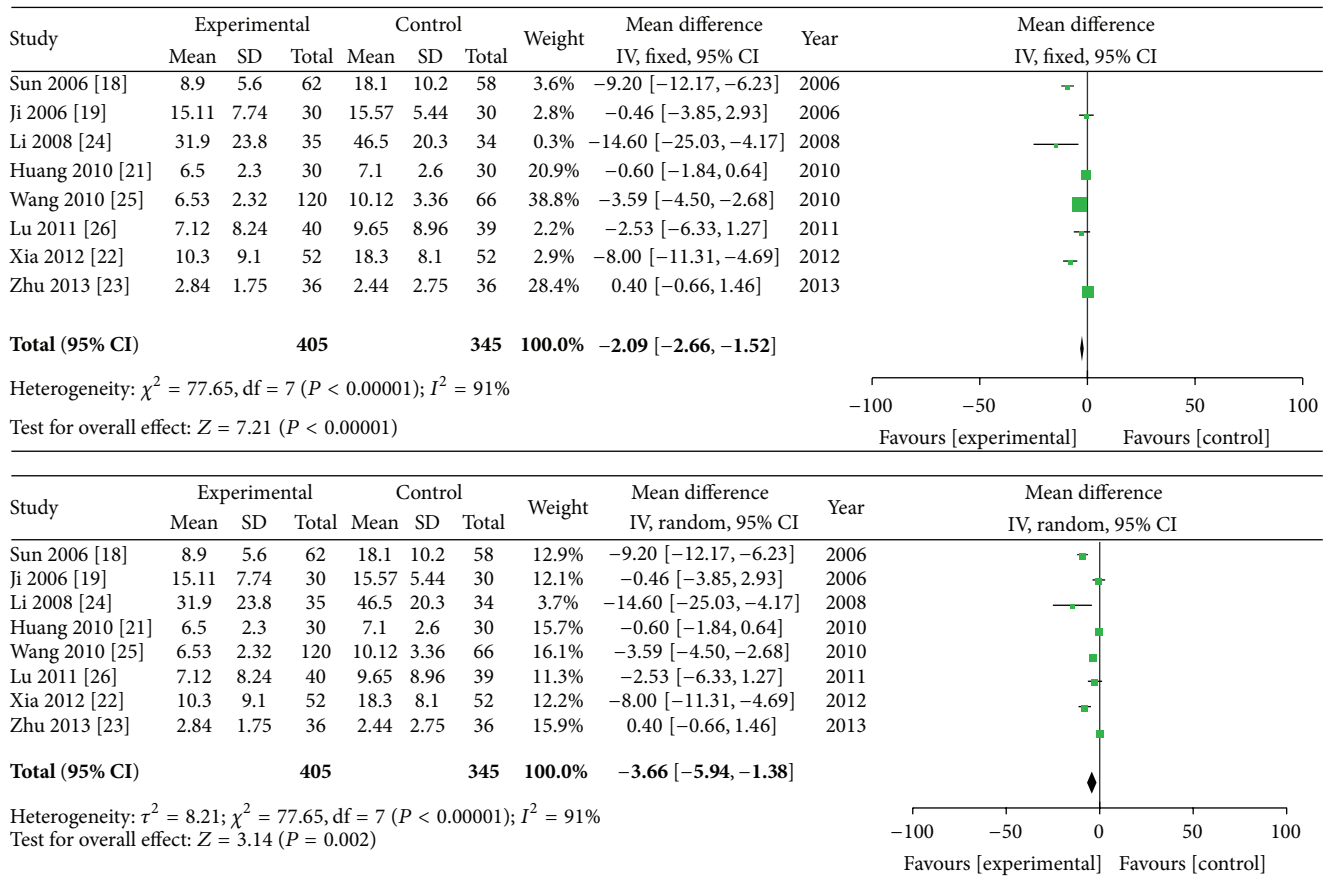 Study Experimental Control Weight Mean difference Year Mean difference
Mean SD Total Mean SD Total IV, fixed, 95% CI IV, fixed, 95% CI
Sun 2006 [18] 8.9 5.6 62 18.1 10.2 58 3.6% −9.20 [−12.17, −6.23] 2006
Ji 2006 [19] 15.11 7.74 30 15.57 5.44 30 2.8% −0.46 [−3.85, 2.93] 2006
Li 2008 [24] 31.9 23.8 35 46.5 20.3 34 0.3% −14.60 [−25.03, −4.17] 2008
Huang 2010 [21] 6.5 2.3 30 7.1 2.6 30 20.9% −0.60 [−1.84, 0.64] 2010
Wang 2010 [25] 6.53 2.32 120 10.12 3.36 66 38.8% −3.59 [−4.50, −2.68] 2010
Lu 2011 [26] 7.12 8.24 40 9.65 8.96 39 2.2% −2.53 [−6.33, 1.27] 2011
Xia 2012 [22] 10.3 9.1 52 18.3 8.1 52 2.9% −8.00 [−11.31, −4.69] 2012
Zhu 2013 [23] 2.84 1.75 36 2.44 2.75 36 28.4% 0.40 [−0.66, 1.46] 2013
Total (95% CI) 405 345 100.0% −2.09 [−2.66, −1.52]
Heterogeneity: χ² = 77.65, df = 7 (P < 0.00001); I² = 91%
Test for overall effect: Z = 7.21 (P < 0.00001)
−100 −50 0 50 100
Favours [experimental] Favours [control]
Study Experimental Control Weight Mean difference Year Mean difference
Mean SD Total Mean SD Total IV, random, 95% CI IV, random, 95% CI
Sun 2006 [18] 8.9 5.6 62 18.1 10.2 58 12.9% −9.20 [−12.17, −6.23] 2006
Ji 2006 [19] 15.11 7.74 30 15.57 5.44 30 12.1% −0.46 [−3.85, 2.93] 2006
Li 2008 [24] 31.9 23.8 35 46.5 20.3 34 3.7% −14.60 [−25.03, −4.17] 2008
Huang 2010 [21] 6.5 2.3 30 7.1 2.6 30 15.7% −0.60 [−1.84, 0.64] 2010
Wang 2010 [25] 6.53 2.32 120 10.12 3.36 66 16.1% −3.59 [−4.50, −2.68] 2010
Lu 2011 [26] 7.12 8.24 40 9.65 8.96 39 11.3% −2.53 [−6.33, 1.27] 2011
Xia 2012 [22] 10.3 9.1 52 18.3 8.1 52 12.2% −8.00 [−11.31, −4.69] 2012
Zhu 2013 [23] 2.84 1.75 36 2.44 2.75 36 15.9% 0.40 [−0.66, 1.46] 2013
Total (95% CI) 405 345 100.0% −3.66 [−5.94, −1.38]
Heterogeneity: τ² = 8.21; χ² = 77.65, df = 7 (P < 0.00001); I² = 91%
Test for overall effect: Z = 3.14 (P = 0.002)
−100 −50 0 50 100
Favours [experimental] Favours [control]